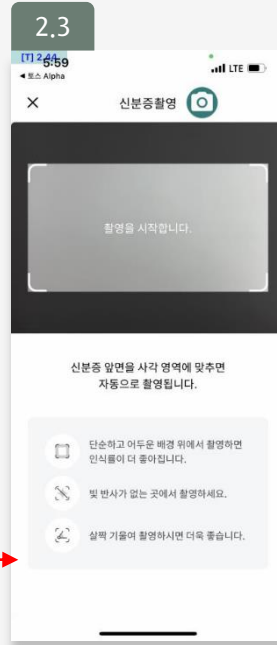 2.3
[T] 2.44
5:59
LTE
◀ 토스 Alpha
신분증촬영
촬영을 시작합니다.
신분증 앞면을 사각 영역에 맞추면
자동으로 촬영됩니다.
단순하고 어두운 배경 위에서 촬영하면
인식률이 더 좋아집니다.
빛 반사가 없는 곳에서 촬영하세요.
살짝 기울여 촬영하시면 더욱 좋습니다.